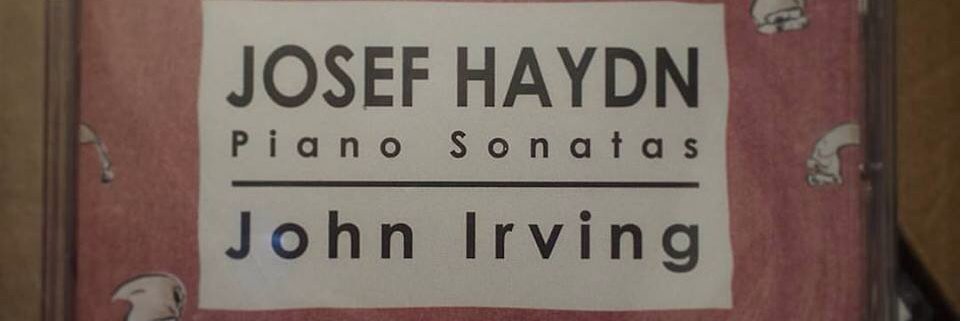 JOSEF HAYDN
Piano Sonatas
John Irving